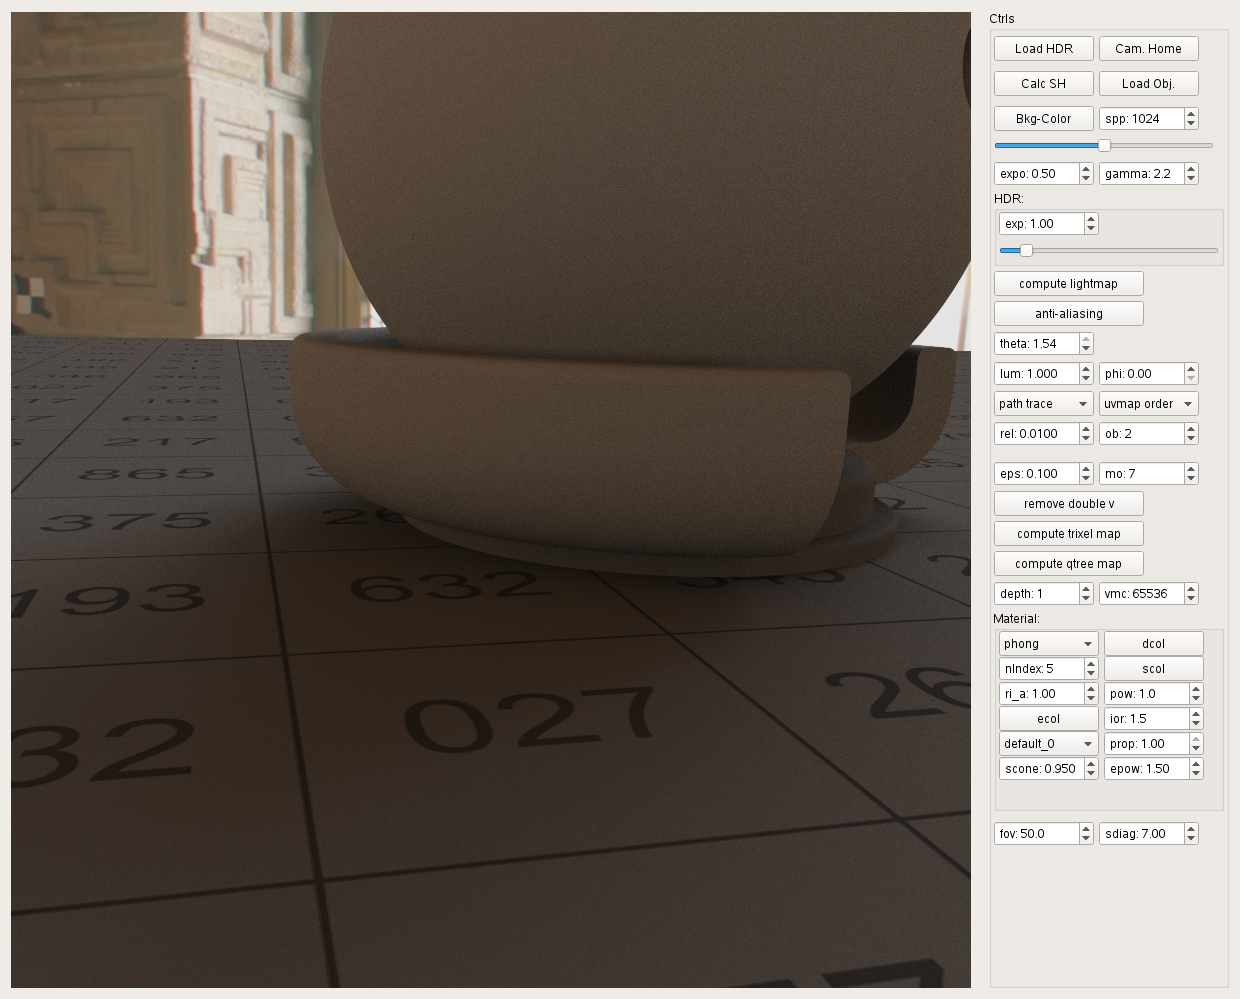 Ctrls
Load HDR Cam. Home
Calc SH Load Obj.
Bkg-Color spp: 1024
expo: 0.50 gamma: 2.2
HDR:
exp: 1.00
compute lightmap
anti-aliasing
theta: 1.54
lum: 1.000 phi: 0.00
path trace uvmap order
rel: 0.0100 ob: 2
eps: 0.100 mo: 7
remove double v
compute trixel map
compute qtree map
depth: 1 vmc: 65536
Material:
phong dcol
nIndex: 5 scol
ri_a: 1.00 pow: 1.0
ecol ior: 1.5
default_0 prop: 1.00
scone: 0.950 epow: 1.50
fov: 50.0 sdiag: 7.00
632
217
865
375
193 632
32 027 26